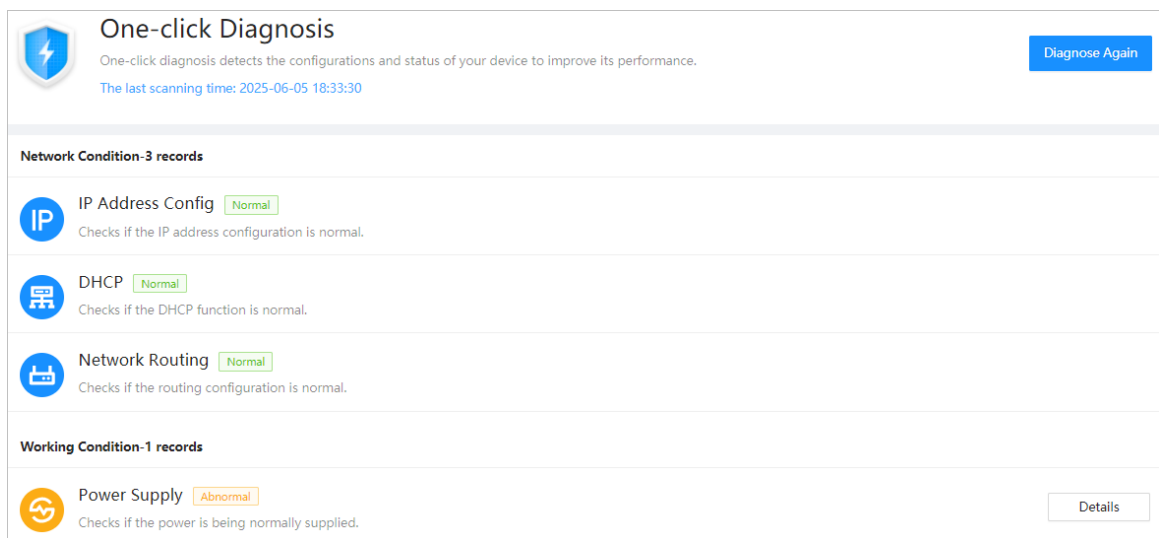 One-click Diagnosis
One-click diagnosis detects the configurations and status of your device to improve its performance.
The last scanning time: 2025-06-05 18:33:30
Diagnose Again
Network Condition-3 records
IP
IP Address Config Normal
Checks if the IP address configuration is normal.
DHCP Normal
Checks if the DHCP function is normal.
Network Routing Normal
Checks if the routing configuration is normal.
Working Condition-1 records
Power Supply Abnormal
Checks if the power is being normally supplied.
Details